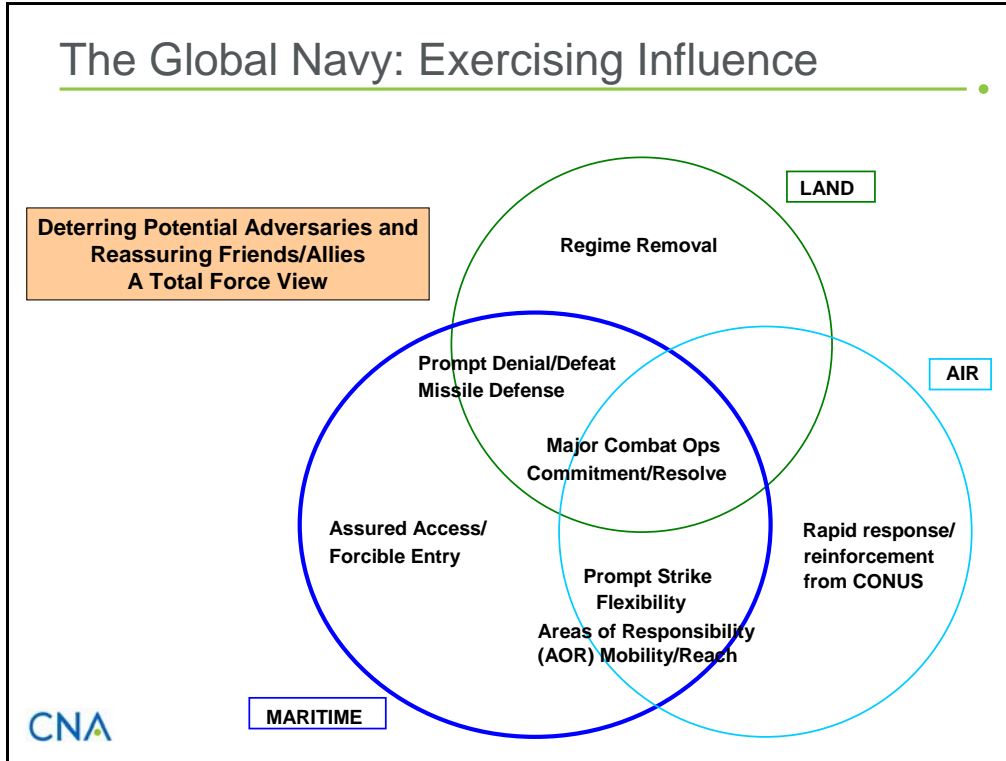 The Global Navy: Exercising Influence
LAND
Deterring Potential Adversaries and
Reassuring Friends/Allies
A Total Force View
Regime Removal
Prompt Denial/Defeat
Missile Defense
AIR
Major Combat Ops
Commitment/Resolve
Assured Access/
Forcible Entry
Rapid response/
reinforcement
from CONUS
Prompt Strike
Flexibility
Areas of Responsibility
(AOR) Mobility/Reach
MARITIME
CNA